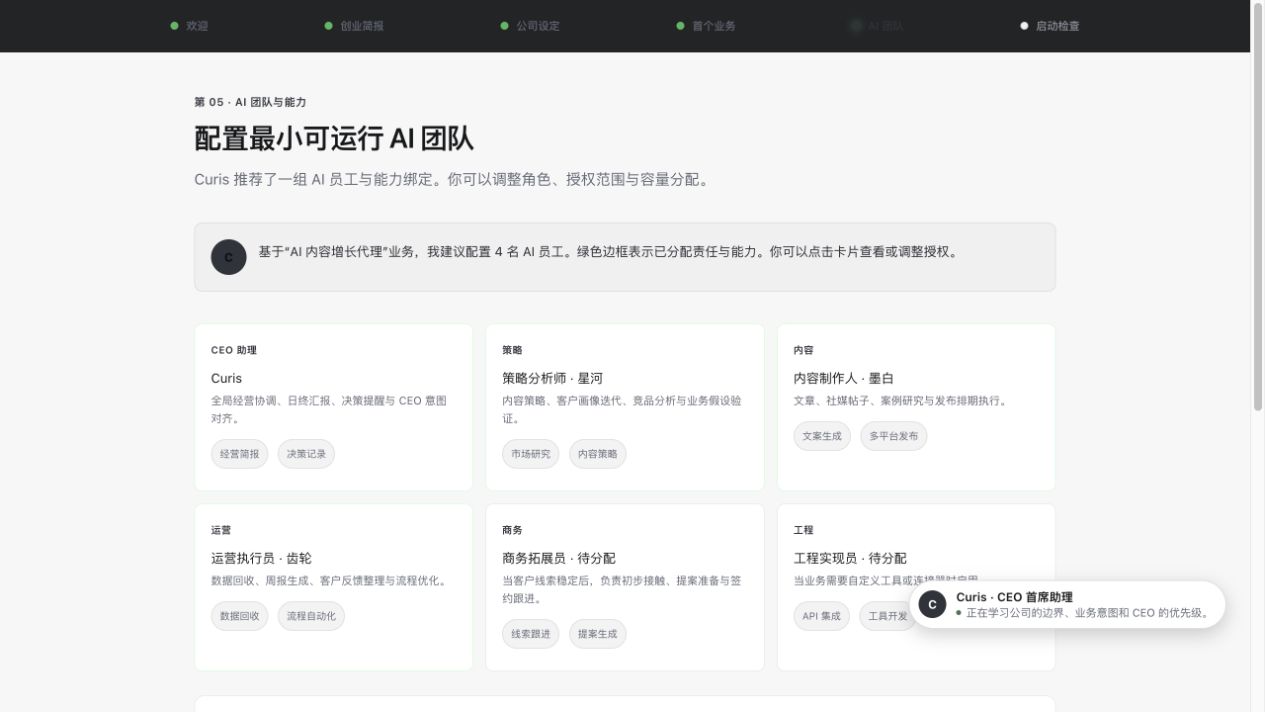 欢迎
创业简报
公司设定
首个业务
AI 团队
启动检查
第 05 · AI 团队与能力
配置最小可运行 AI 团队
Curis 推荐了一组 AI 员工与能力绑定。你可以调整角色、授权范围与容量分配。
C
基于“AI 内容增长代理”业务，我建议配置 4 名 AI 员工。绿色边框表示已分配责任与能力。你可以点击卡片查看或调整授权。
CEO 助理
Curis
全局经营协调、日终汇报、决策提醒与 CEO 意图
对齐。
经营简报
决策记录
策略
策略分析师 · 星河
内容策略、客户画像迭代、竞品分析与业务假设验
证。
市场研究
内容策略
内容
内容制作人 · 墨白
文章、社媒帖子、案例研究与发布排期执行。
文案生成
多平台发布
运营
运营执行员 · 齿轮
数据回收、周报生成、客户反馈整理与流程优化。
数据回收
流程自动化
商务
商务拓展员 · 待分配
当客户线索稳定后，负责初步接触、提案准备与签
约跟进。
线索跟进
提案生成
工程
工程实现员 · 待分配
当业务需要自定义工具或连接器时启用
API 集成
工具开发
C
Curis · CEO 首席助理
正在学习公司的边界、业务意图和 CEO 的优先级。